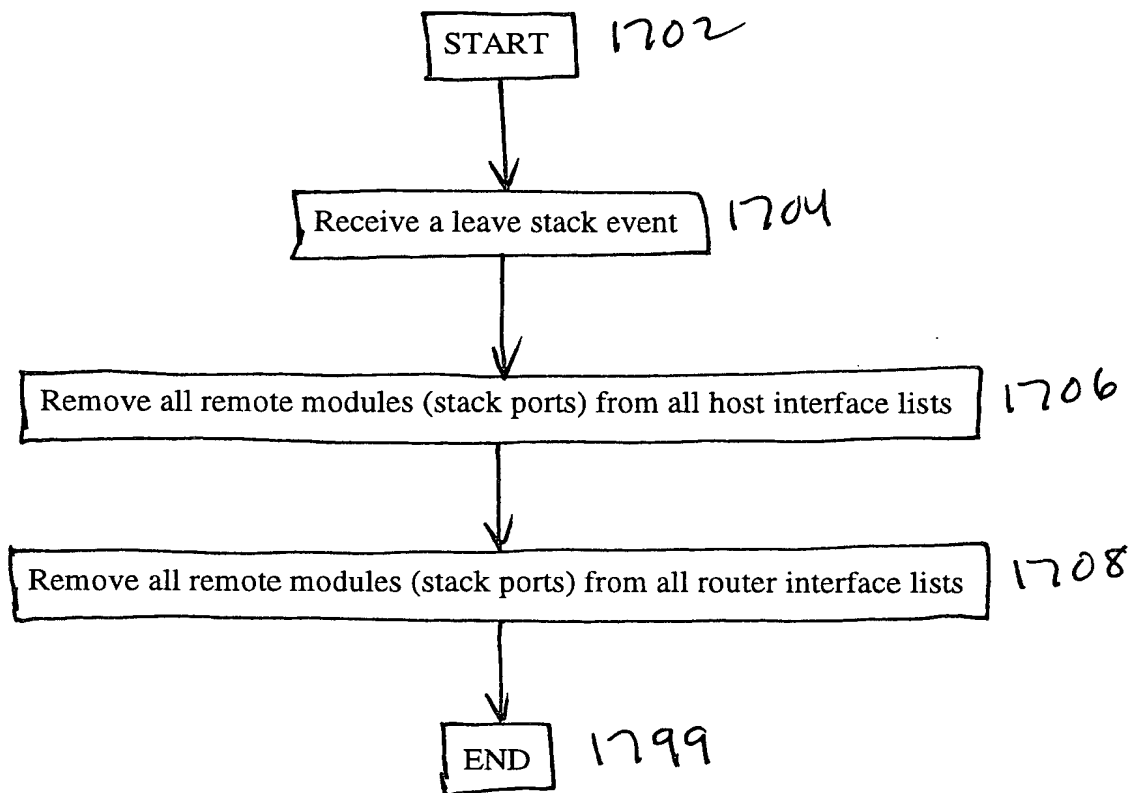 START 1702
Receive a leave stack event 1704
Remove all remote modules (stack ports) from all host interface lists 1706
Remove all remote modules (stack ports) from all router interface lists 1708
END 1799